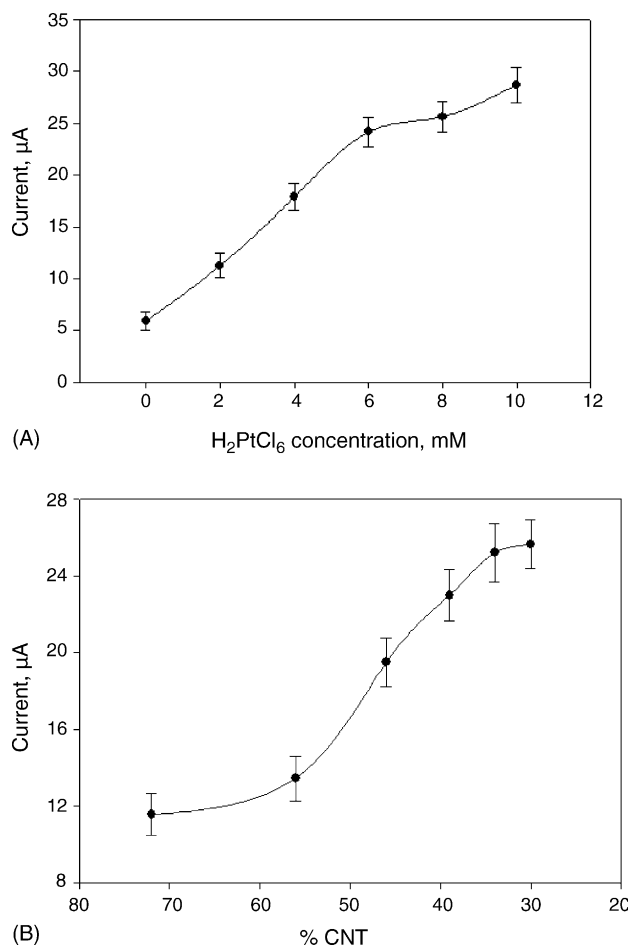 35
30
25
20
15
10
5
0
Current, µA
0 2 4 6 8 10 12
(A)
H₂PtCl₆ concentration, mM
28
24
20
16
12
8
Current, µA
80 70 60 50 40 30 20
(B)
% CNT